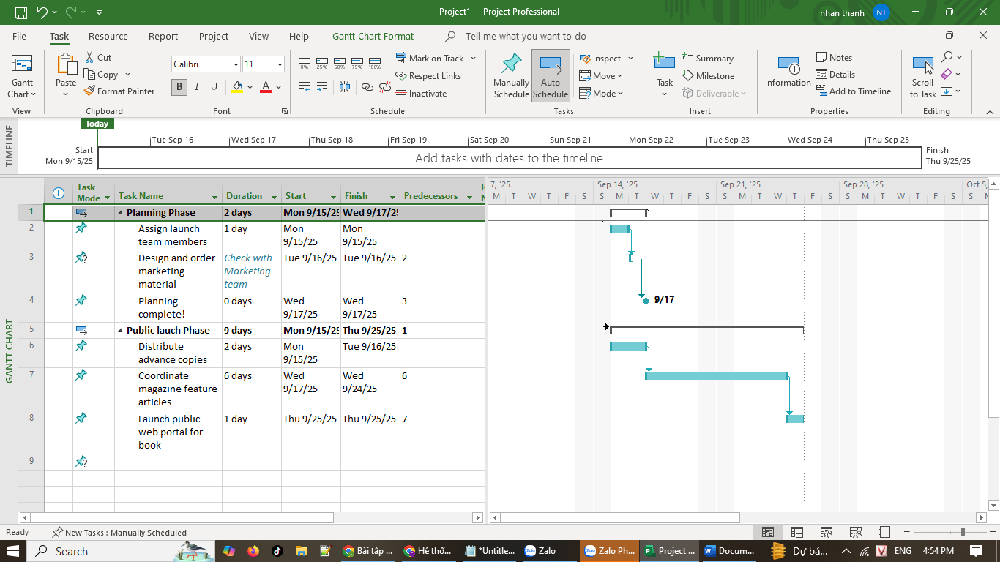 Project1 - Project Professional
nhan thanh NT
File Task Resource Report Project View Help Gantt Chart Format Tell me what you want to do
Gantt
Chart
View
Paste
Cut
Copy
Format Painter
Clipboard
Calibri 11
B I U A
Font
0% 25% 50% 75% 100%
Mark on Track
Respect Links
Inactivate
Schedule
Manually
Schedule
Auto
Schedule
Inspect
Move
Mode
Tasks
Task
Summary
Milestone
Deliverable
Insert
Information
Notes
Details
Add to Timeline
Properties
Scroll
to Task
Editing
TIMELINE
Today
Tue Sep 16 Wed Sep 17 Thu Sep 18 Fri Sep 19 Sat Sep 20 Sun Sep 21 Mon Sep 22 Tue Sep 23 Wed Sep 24 Thu Sep 25
Start
Mon 9/15/25
Add tasks with dates to the timeline
Finish
Thu 9/25/25
GANTT CHART
Task
Mode
Task Name Duration Start Finish Predecessors R
N
7, '25 Sep 14, '25 Sep 21, '25 Sep 28, '25 Oct 5,
M T W T F S S M T W T F S S M T W T F S S M T W T F S S M
1 Planning Phase 2 days Mon 9/15/25 Wed 9/17/2
2 Assign launch
team members
1 day Mon
9/15/25
Mon
9/15/25
3 Design and order
marketing
material
Check with
Marketing
team
Tue 9/16/25 Tue 9/16/25 2
4 Planning
complete!
0 days Wed
9/17/25
Wed
9/17/25
3
9/17
5 Public lauch Phase 9 days Mon 9/15/25 Thu 9/25/25 1
6 Distribute
advance copies
2 days Mon
9/15/25
Tue 9/16/25
7 Coordinate
magazine feature
articles
6 days Wed
9/17/25
Wed
9/24/25
6
8 Launch public
web portal for
book
1 day Thu 9/25/25 Thu 9/25/25 7
9
Ready New Tasks : Manually Scheduled
Search Bài tập ... Hệ thố... *Untitle... Zalo Zalo Ph... Project ... Docum... Dự bá... ENG 4:54 PM